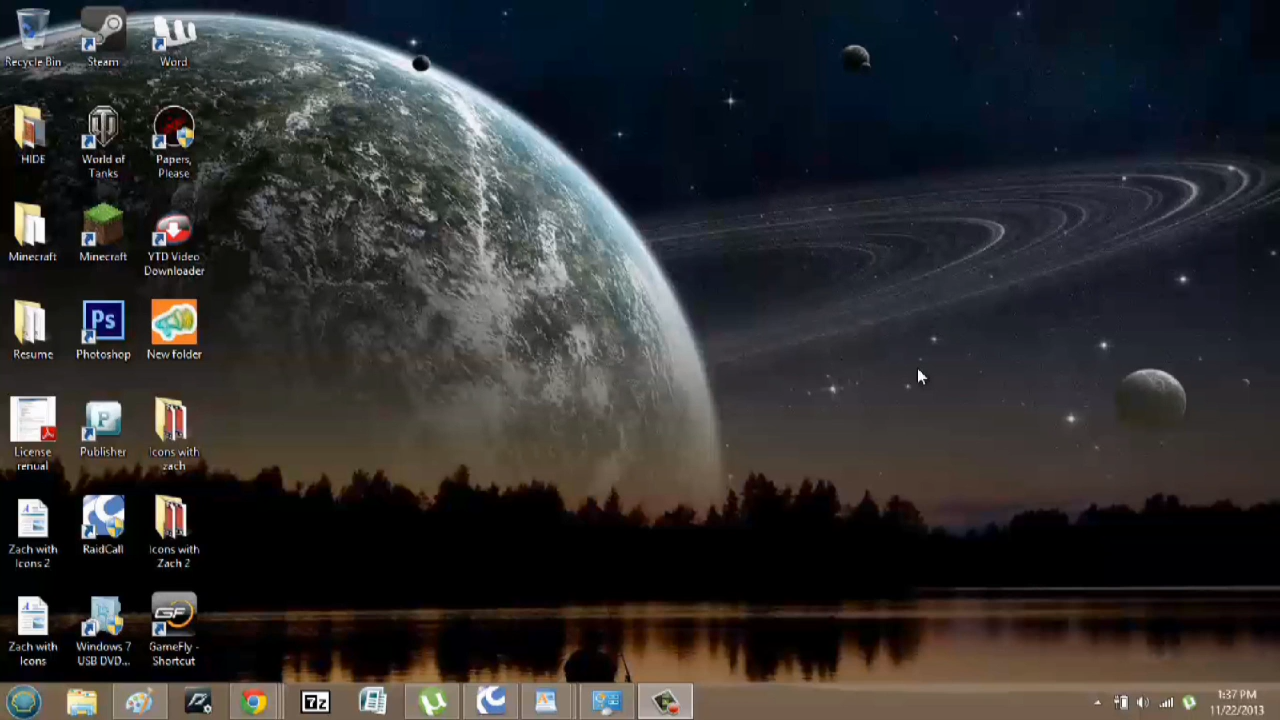 Recycle Bin
Steam
Word
HIDE
World of
Tanks
Papers,
Please
Minecraft
Minecraft
YTD Video
Downloader
Resume
Ps
Photoshop
New folder
License
renual
P
Publisher
Icons with
zach
Zach with
Icons 2
RaidCall
Icons with
Zach 2
Zach with
Icons
Windows 7
USB DVD...
GF
GameFly -
Shortcut
7z
1:37 PM
11/22/2013